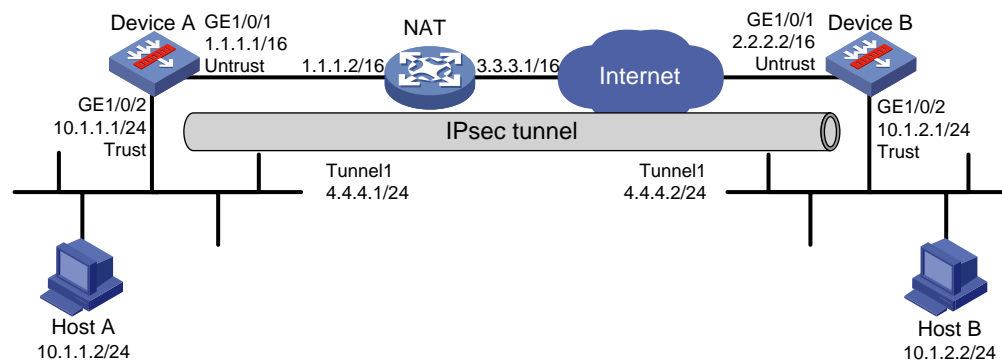 Device A
GE1/0/1
1.1.1.1/16
Untrust
NAT
1.1.1.2/16
3.3.3.1/16
Internet
GE1/0/1
2.2.2.2/16
Untrust
Device B
GE1/0/2
10.1.1.1/24
Trust
IPsec tunnel
GE1/0/2
10.1.2.1/24
Trust
Tunnel1
4.4.4.1/24
Tunnel1
4.4.4.2/24
Host A
10.1.1.2/24
Host B
10.1.2.2/24